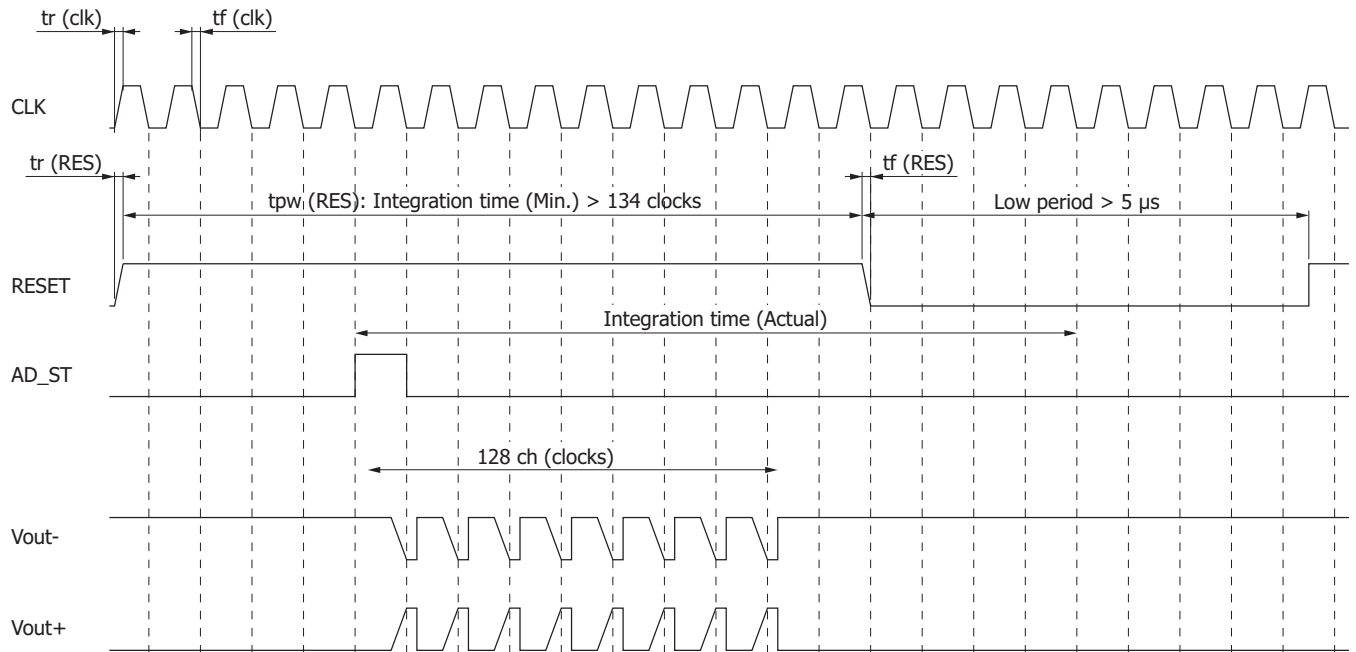 tr (clk)
tf (clk)
CLK
tr (RES)
tf (RES)
tpw (RES): Integration time (Min.) > 134 clocks
Low period > 5 µs
RESET
Integration time (Actual)
AD_ST
128 ch (clocks)
Vout-
Vout+